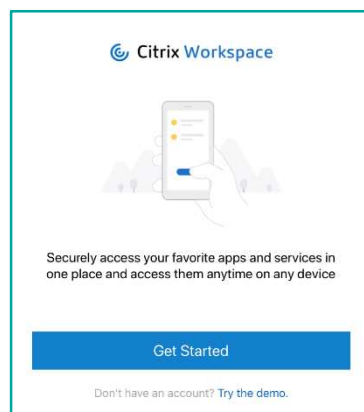 Citrix Workspace
Securely access your favorite apps and services in
one place and access them anytime on any device
Get Started
Don't have an account? Try the demo.